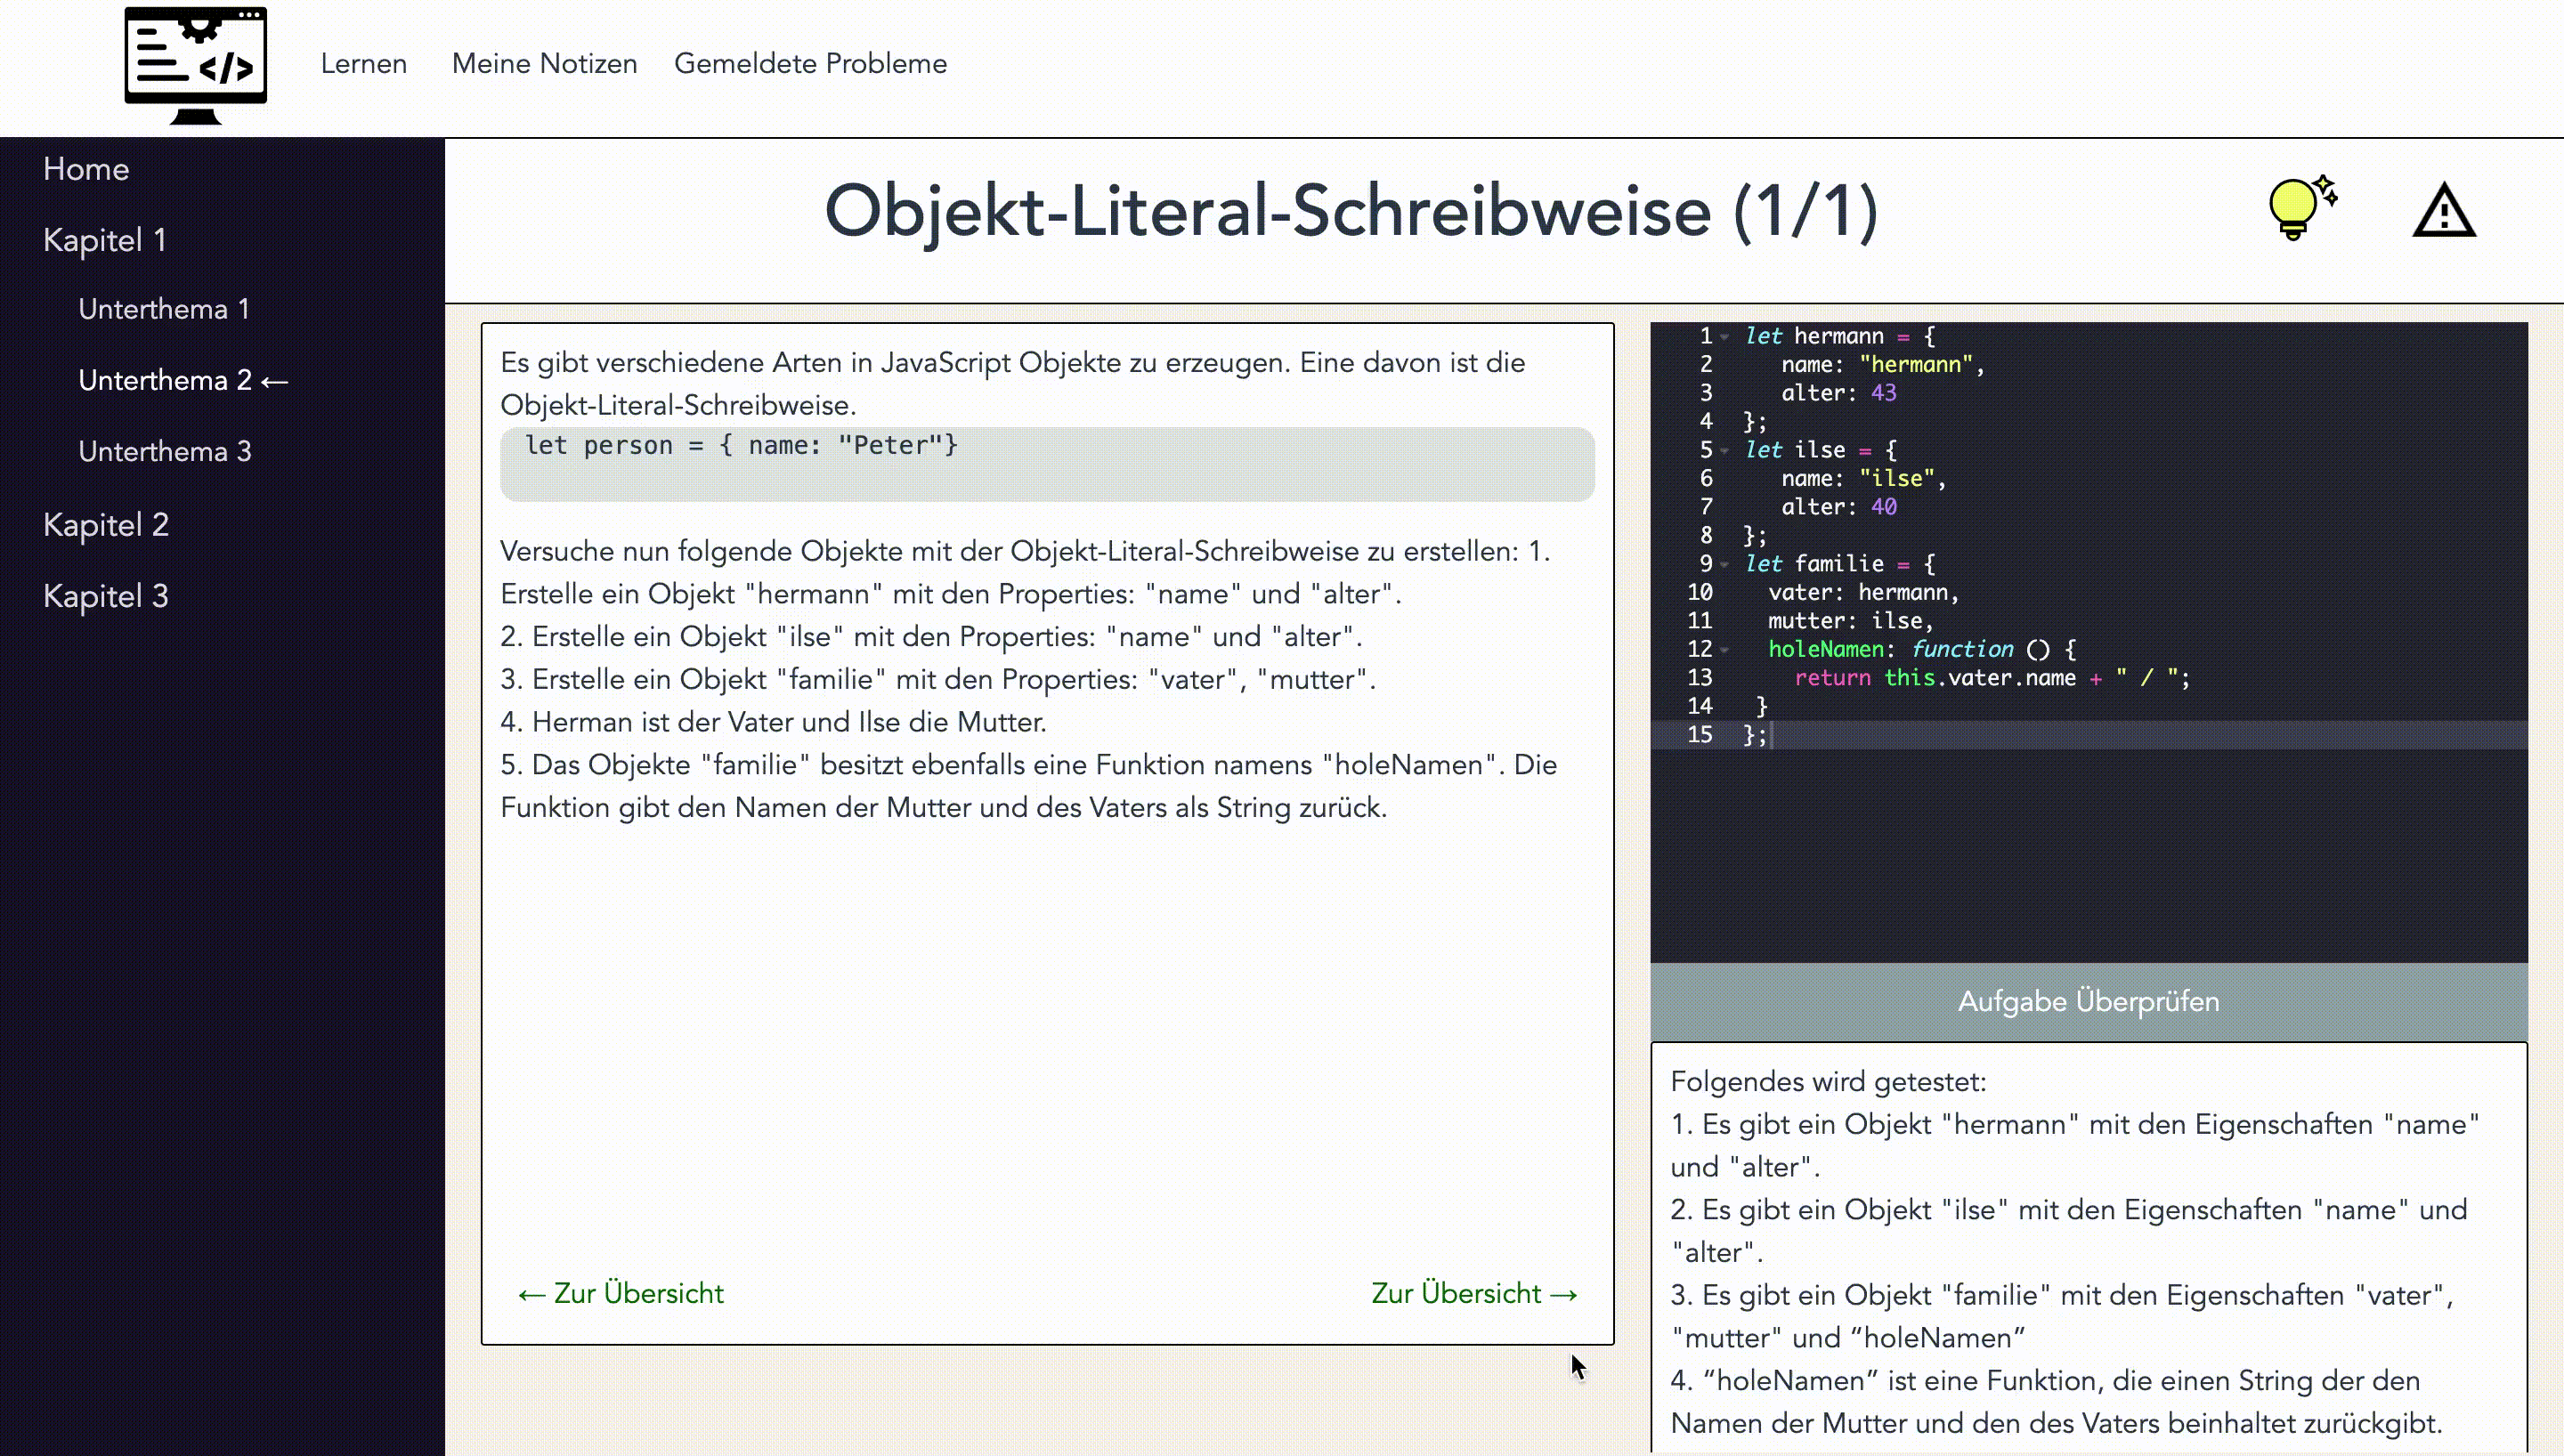 </>
Lernen Meine Notizen Gemeldete Probleme
Home
Kapitel 1
Unterthema 1
Unterthema 2 ←
Unterthema 3
Kapitel 2
Kapitel 3
Objekt-Literal-Schreibweise (1/1)
Es gibt verschiedene Arten in JavaScript Objekte zu erzeugen. Eine davon ist die
Objekt-Literal-Schreibweise.
let person = { name: "Peter"}
Versuche nun folgende Objekte mit der Objekt-Literal-Schreibweise zu erstellen: 1.
Erstelle ein Objekt "hermann" mit den Properties: "name" und "alter".
2. Erstelle ein Objekt "ilse" mit den Properties: "name" und "alter".
3. Erstelle ein Objekt "familie" mit den Properties: "vater", "mutter".
4. Herman ist der Vater und Ilse die Mutter.
5. Das Objekte "familie" besitzt ebenfalls eine Funktion namens "holeNamen". Die
Funktion gibt den Namen der Mutter und des Vaters als String zurück.
← Zur Übersicht
Zur Übersicht →
1 let hermann = {
2 name: "hermann",
3 alter: 43
4 };
5 let ilse = {
6 name: "ilse",
7 alter: 40
8 };
9 let familie = {
10 vater: hermann,
11 mutter: ilse,
12 holeNamen: function () {
13 return this.vater.name + " / ";
14 }
15 };
Aufgabe Überprüfen
Folgendes wird getestet:
1. Es gibt ein Objekt "hermann" mit den Eigenschaften "name"
und "alter".
2. Es gibt ein Objekt "ilse" mit den Eigenschaften "name" und
"alter".
3. Es gibt ein Objekt "familie" mit den Eigenschaften "vater",
"mutter" und “holeNamen”
4. “holeNamen” ist eine Funktion, die einen String der den
Namen der Mutter und den des Vaters beinhaltet zurückgibt.